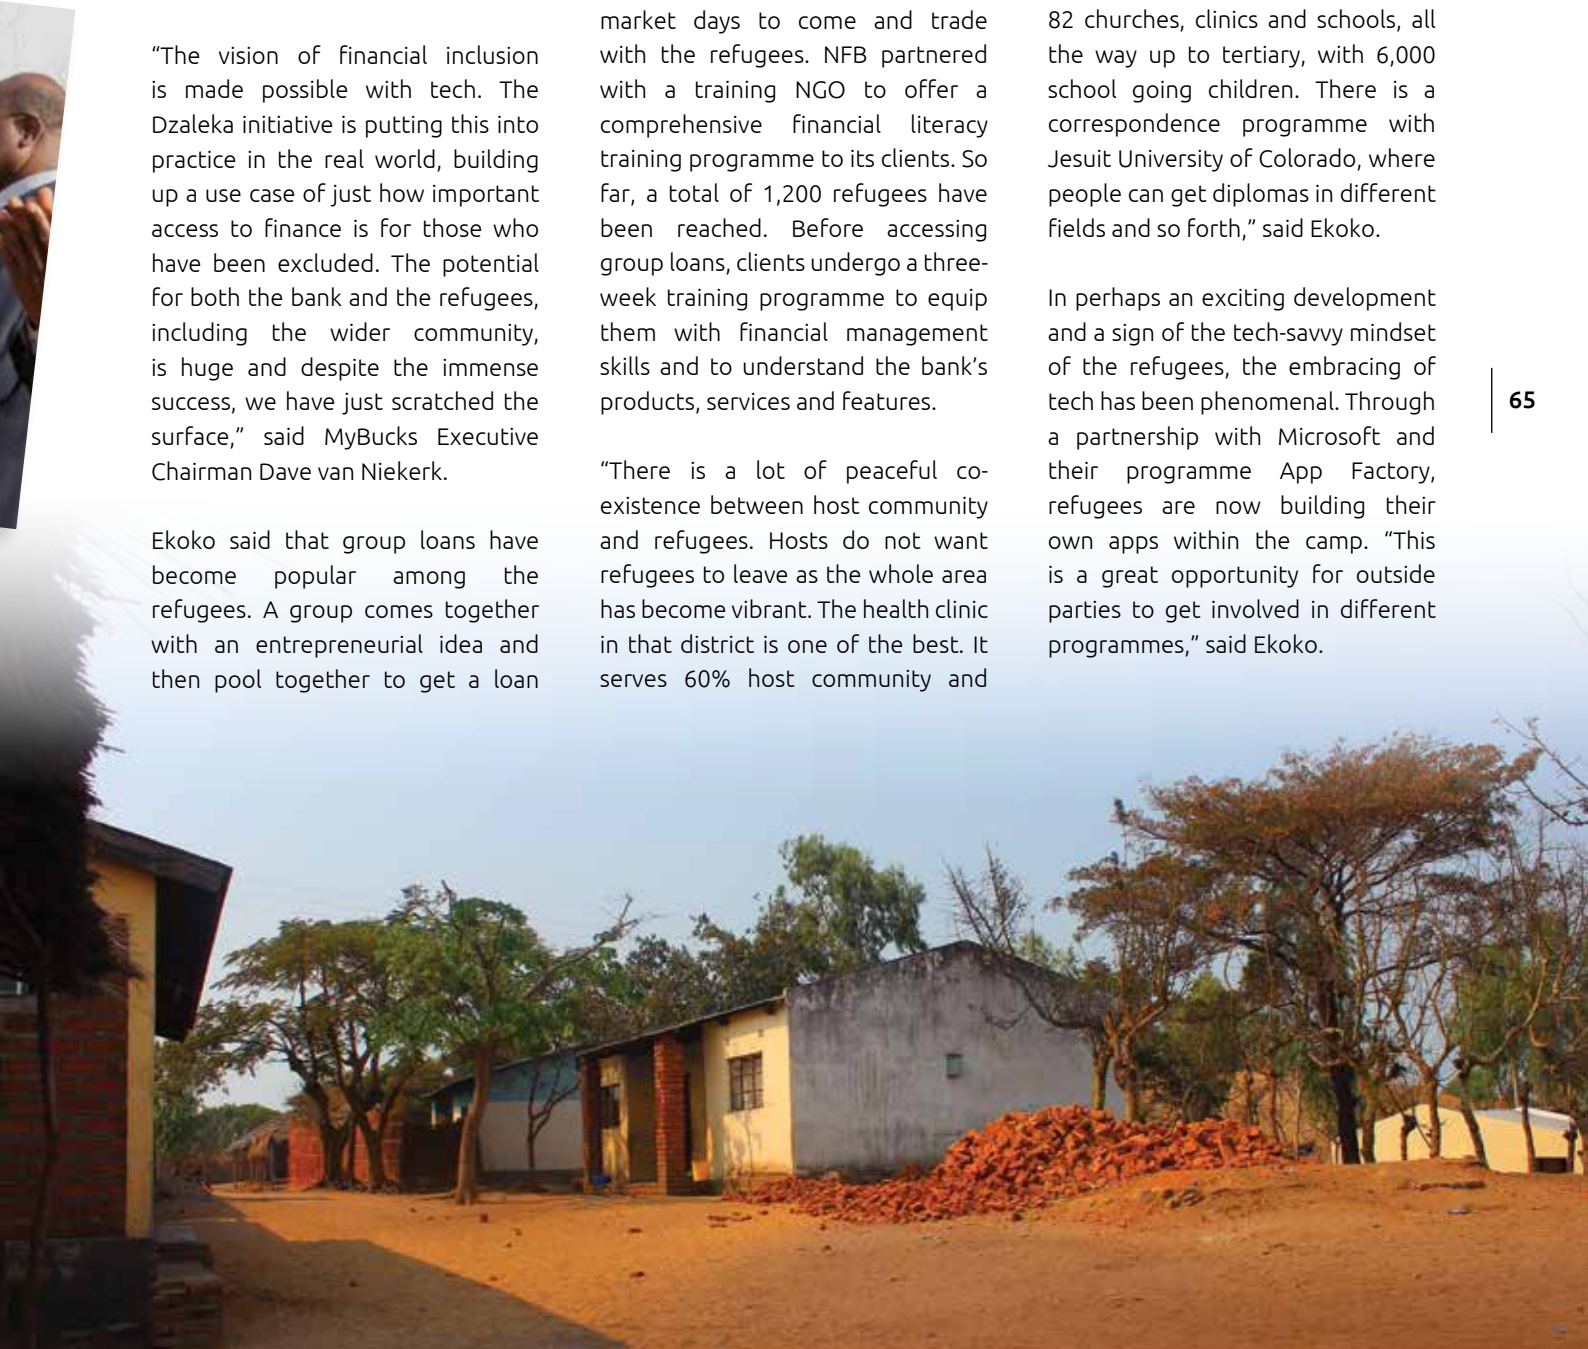 “The vision of financial inclusion
is made possible with tech. The
Dzaleka initiative is putting this into
practice in the real world, building
up a use case of just how important
access to finance is for those who
have been excluded. The potential
for both the bank and the refugees,
including the wider community,
is huge and despite the immense
success, we have just scratched the
surface,” said MyBucks Executive
Chairman Dave van Niekerk.
Ekoko said that group loans have
become popular among the
refugees. A group comes together
with an entrepreneurial idea and
then pool together to get a loan
market days to come and trade
with the refugees. NFB partnered
with a training NGO to offer a
comprehensive financial literacy
training programme to its clients. So
far, a total of 1,200 refugees have
been reached. Before accessing
group loans, clients undergo a three-
week training programme to equip
them with financial management
skills and to understand the bank’s
products, services and features.
“There is a lot of peaceful co-
existence between host community
and refugees. Hosts do not want
refugees to leave as the whole area
has become vibrant. The health clinic
in that district is one of the best. It
serves 60% host community and
82 churches, clinics and schools, all
the way up to tertiary, with 6,000
school going children. There is a
correspondence programme with
Jesuit University of Colorado, where
people can get diplomas in different
fields and so forth,” said Ekoko.
In perhaps an exciting development
and a sign of the tech-savvy mindset
of the refugees, the embracing of
tech has been phenomenal. Through
a partnership with Microsoft and
their programme App Factory,
refugees are now building their
own apps within the camp. “This
is a great opportunity for outside
parties to get involved in different
programmes,” said Ekoko.
65